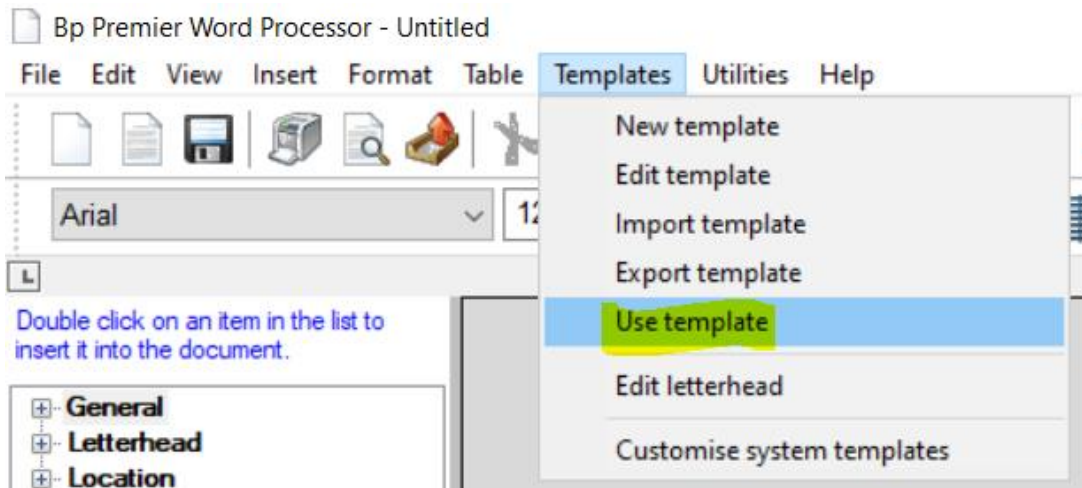 Bp Premier Word Processor - Untitled
File Edit View Insert Format Table Templates Utilities Help
New template
Edit template
Arial 12
Import template
Export template
Use template
Edit letterhead
Customise system templates
L
Double click on an item in the list to
insert it into the document.
General
Letterhead
Location